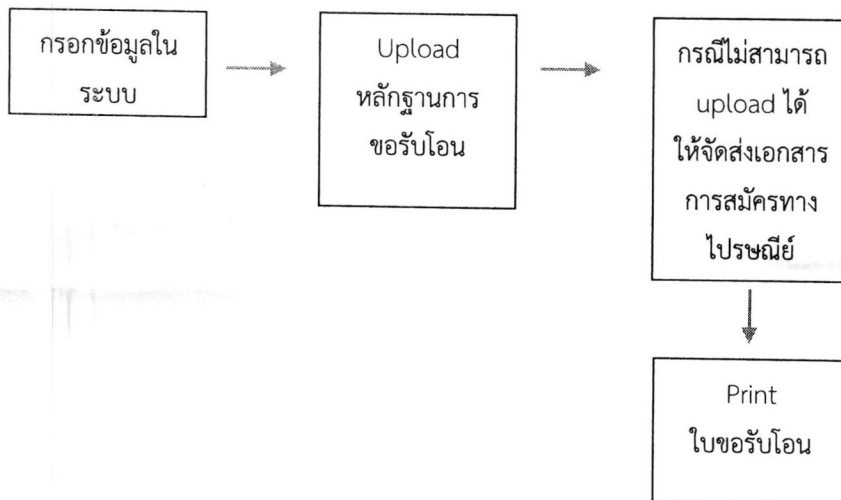 กรอกข้อมูลใน
ระบบ
Upload
หลักฐานการ
ขอรับโอน
กรณีไม่สามารถ
upload ได้
ให้จัดส่งเอกสาร
การสมัครทาง
ไปรษณีย์
Print
ใบขอรับโอน